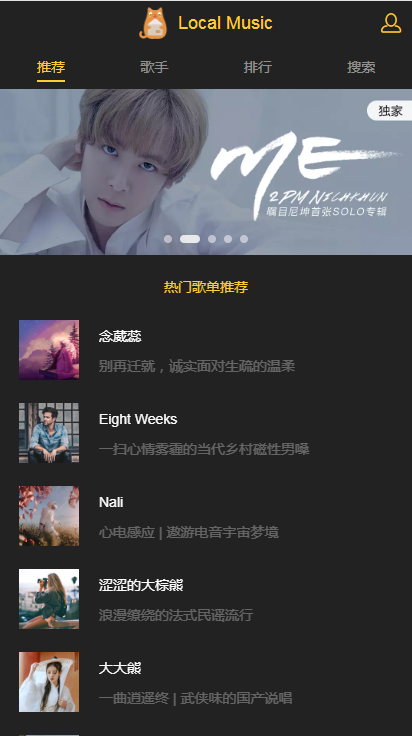 Local Music
推荐
歌手
排行
搜索
独家
ME
2PM NICHKHUN
嘱目尼坤首张SOLO专辑
热门歌单推荐
念葳蕊
别再迁就，诚实面对生疏的温柔
Eight Weeks
一扫心情雾霾的当代乡村磁性男嗓
Nali
心电感应 | 遨游电音宇宙梦境
涩涩的大棕熊
浪漫缭绕的法式民谣流行
大大熊
一曲逍遥终 | 武侠味的国产说唱